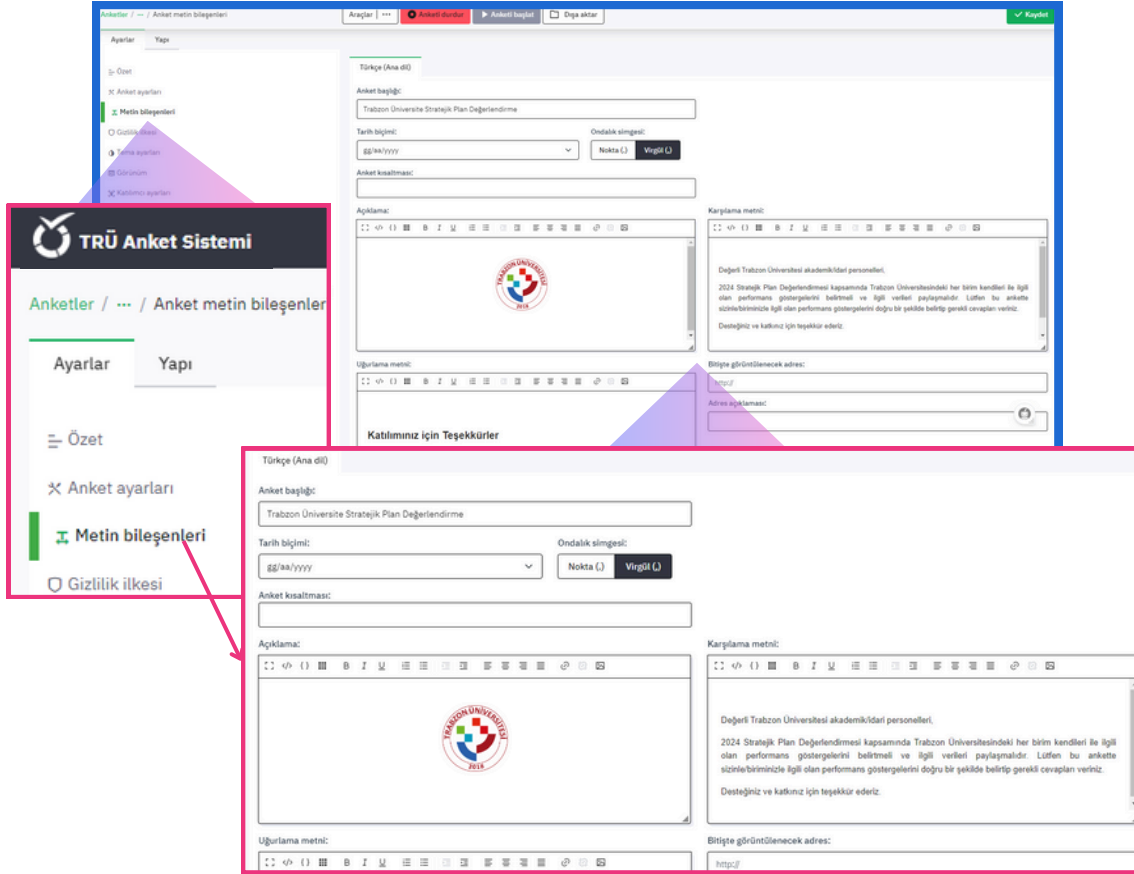 Anketler / ··· / Anket metin bileşenleri
Araçlar | ···
Anketi durdur
Anketi başlat
Dışa aktar
Kaydet
Ayarlar
Yapı
Özet
Anket ayarları
Metin bileşenleri
Gizlilik ilkesi
Tema ayarları
Görünüm
Katılımcı ayarları
Türkçe (Ana dil)
Anket başlığı:
Trabzon Üniversite Stratejik Plan Değerlendirme
Tarih biçimi:
Ondalık simgesi:
gg/aa/yyyy
Nokta (.)
Virgül (,)
Anket kısaltması:
Açıklama:
Karşılama metni:
B I U
B I U
TRABZON ÜNİVERSİTESİ
2018
Değerli Trabzon Üniversitesi akademik/idari personelleri,
2024 Stratejik Plan Değerlendirmesi kapsamında Trabzon Üniversitesindeki her birim kendileri ile ilgili
olan performans göstergelerini belirtmeli ve ilgili verileri paylaşmalıdır. Lütfen bu ankette
sizinle/biriminizle ilgili olan performans göstergelerini doğru bir şekilde belirtip gerekli cevapları veriniz.
Desteğiniz ve katkınız için teşekkür ederiz.
Uğurlama metni:
Bitişte görüntülenecek adres:
B I U
http://
Adres açıklaması:
Katılımınız için Teşekkürler
TRÜ Anket Sistemi
Anketler / ··· / Anket metin bileşenler
Ayarlar
Yapı
Özet
Anket ayarları
Metin bileşenleri
Gizlilik ilkesi
Türkçe (Ana dil)
Anket başlığı:
Trabzon Üniversite Stratejik Plan Değerlendirme
Tarih biçimi:
Ondalık simgesi:
gg/aa/yyyy
Nokta (.)
Virgül (,)
Anket kısaltması:
Açıklama:
Karşılama metni:
B I U
B I U
TRABZON ÜNİVERSİTESİ
2018
Değerli Trabzon Üniversitesi akademik/idari personelleri,
2024 Stratejik Plan Değerlendirmesi kapsamında Trabzon Üniversitesindeki her birim kendileri ile ilgili
olan performans göstergelerini belirtmeli ve ilgili verileri paylaşmalıdır. Lütfen bu ankette
sizinle/biriminizle ilgili olan performans göstergelerini doğru bir şekilde belirtip gerekli cevapları veriniz.
Desteğiniz ve katkınız için teşekkür ederiz.
Uğurlama metni:
Bitişte görüntülenecek adres:
B I U
http://